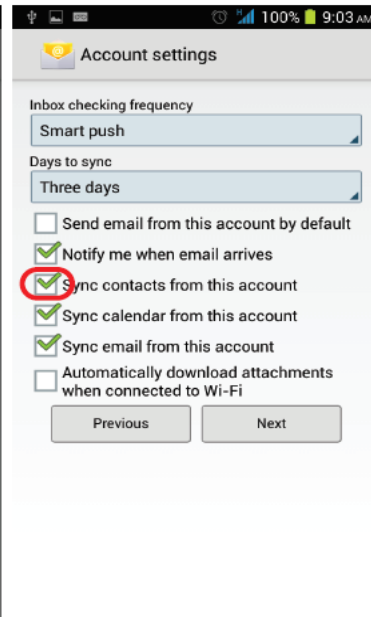 H 100% 9:03 AM
Account settings
Inbox checking frequency
Smart push
Days to sync
Three days
Send email from this account by default
Notify me when email arrives
Sync contacts from this account
Sync calendar from this account
Sync email from this account
Automatically download attachments
when connected to Wi-Fi
Previous Next